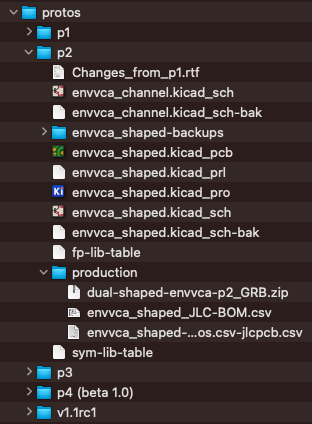 protos
p1
p2
Changes_from_p1.rtf
envvca_channel.kicad_sch
envvca_channel.kicad_sch-bak
envvca_shaped-backups
envvca_shaped.kicad_pcb
envvca_shaped.kicad_prl
Ki envvca_shaped.kicad_pro
envvca_shaped.kicad_sch
envvca_shaped.kicad_sch-bak
fp-lib-table
production
dual-shaped-envvca-p2_GRB.zip
envvca_shaped_JLC-BOM.csv
envvca_shaped-...os.csv-jlcpcb.csv
sym-lib-table
p3
p4 (beta 1.0)
v1.1rc1